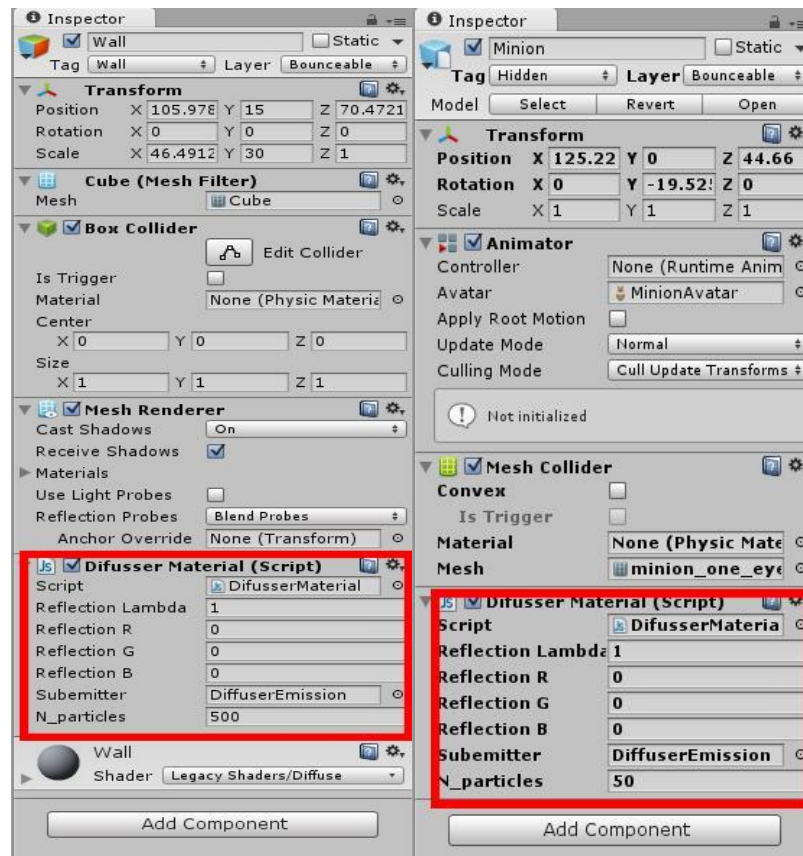 Inspector
Wall
Static
Tag Wall Layer Bounceable
Transform
Position X 105.978 Y 15 Z 70.4721
Rotation X 0 Y 0 Z 0
Scale X 46.4912 Y 30 Z 1
Cube (Mesh Filter)
Mesh Cube
Box Collider
Edit Collider
Is Trigger
Material None (Physic Materia
Center
X 0 Y 0 Z 0
Size
X 1 Y 1 Z 1
Mesh Renderer
Cast Shadows On
Receive Shadows
Materials
Use Light Probes
Reflection Probes Blend Probes
Anchor Override None (Transform)
Difusser Material (Script)
Script DifusserMaterial
Reflection Lambda 1
Reflection R 0
Reflection G 0
Reflection B 0
Subemitter DiffuserEmission
N_particles 500
Wall
Shader Legacy Shaders/Diffuse
Add Component
Inspector
Minion
Static
Tag Hidden Layer Bounceable
Model Select Revert Open
Transform
Position X 125.22 Y 0 Z 44.66
Rotation X 0 Y -19.52 Z 0
Scale X 1 Y 1 Z 1
Animator
Controller None (Runtime Anim
Avatar MinionAvatar
Apply Root Motion
Update Mode Normal
Culling Mode Cull Update Transforms
Not initialized
Mesh Collider
Convex
Is Trigger
Material None (Physic Mate
Mesh minion_one_eye
Difusser Material (Script)
Script DifusserMateria
Reflection Lambda 1
Reflection R 0
Reflection G 0
Reflection B 0
Subemitter DiffuserEmission
N_particles 50
Add Component